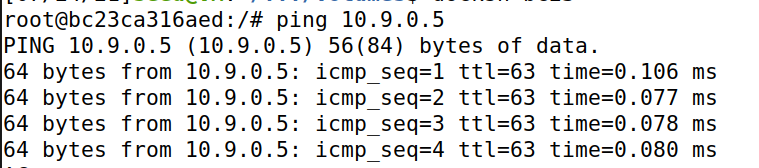 root@bc23ca316aed:/# ping 10.9.0.5
PING 10.9.0.5 (10.9.0.5) 56(84) bytes of data.
64 bytes from 10.9.0.5: icmp_seq=1 ttl=63 time=0.106 ms
64 bytes from 10.9.0.5: icmp_seq=2 ttl=63 time=0.077 ms
64 bytes from 10.9.0.5: icmp_seq=3 ttl=63 time=0.078 ms
64 bytes from 10.9.0.5: icmp_seq=4 ttl=63 time=0.080 ms